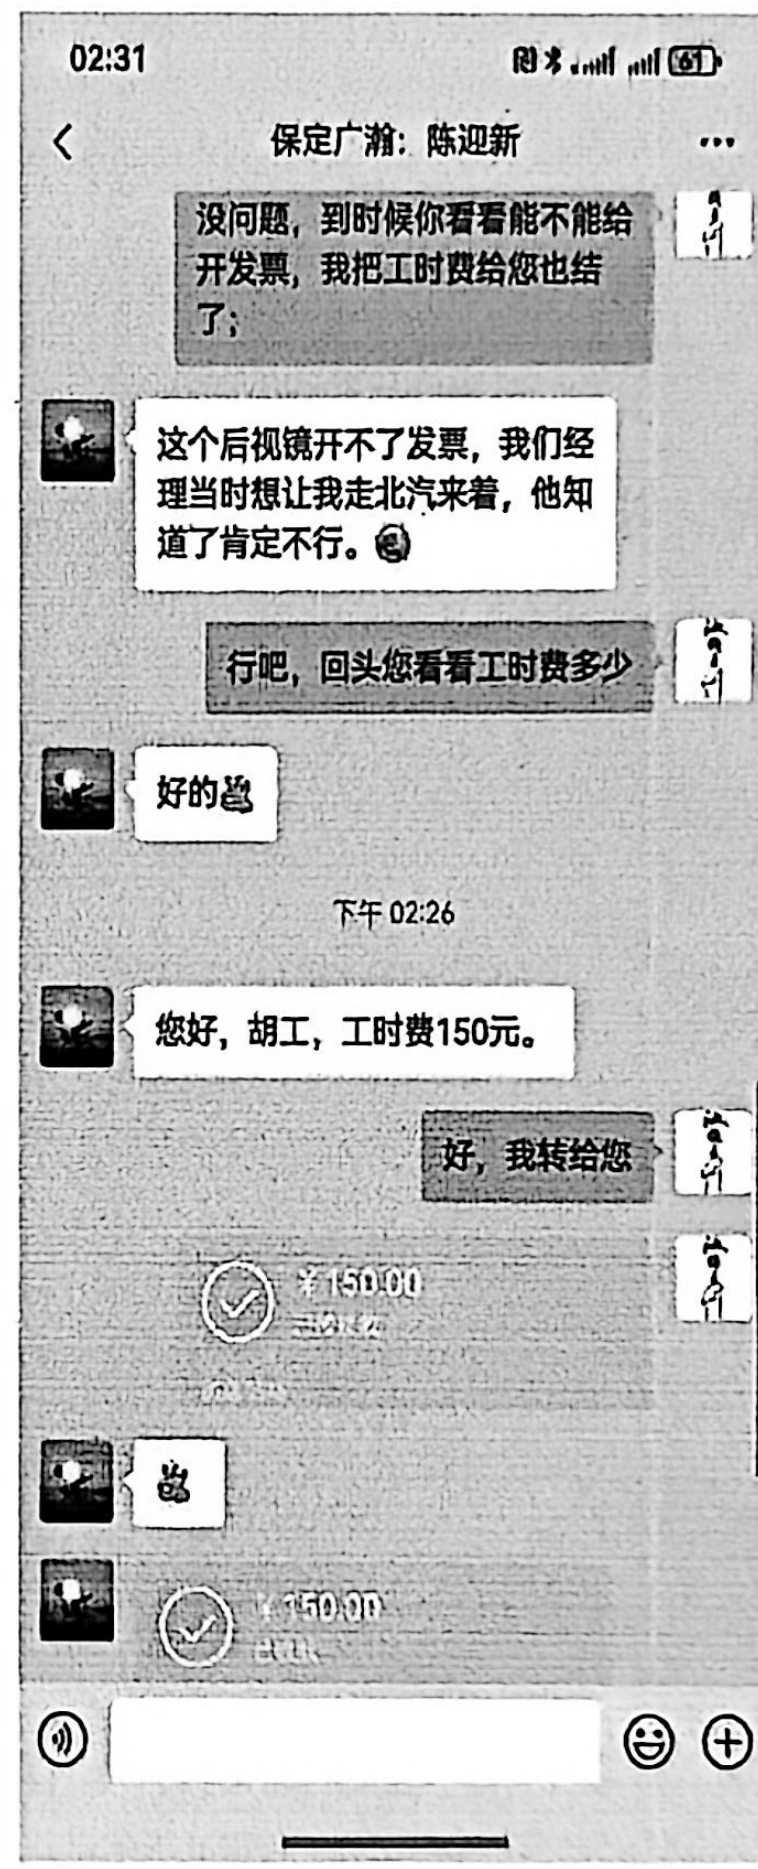 02:31
61
保定广瀚：陈迎新
没问题，到时候你看看能不能给
开发票，我把工时费给您也结
了；
这个后视镜开不了发票，我们经
理当时想让我走北汽来着，他知
道了肯定不行。
行吧，回头您看看工时费多少
好的
下午 02:26
您好，胡工，工时费150元。
好，我转给您
¥150.00
¥150.00